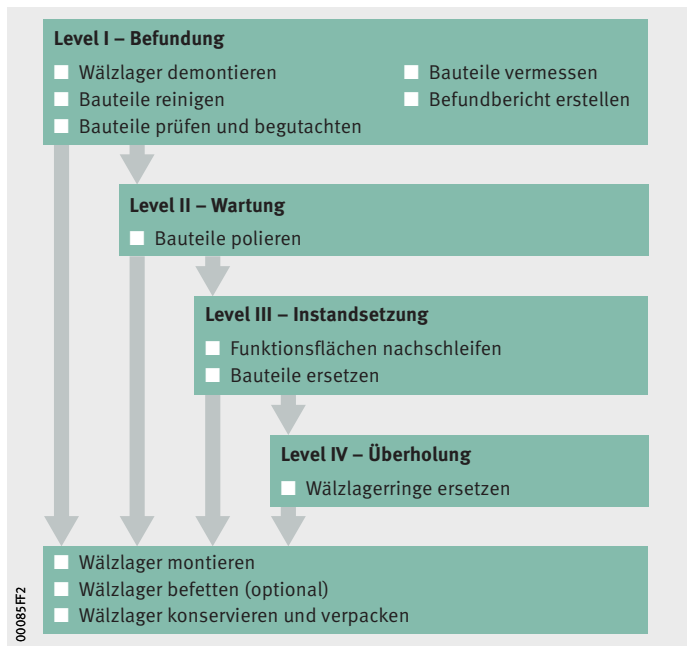 Level I – Befundung
Wälzlager demontieren
Bauteile reinigen
Bauteile prüfen und begutachten
Bauteile vermessen
Befundbericht erstellen
Level II – Wartung
Bauteile polieren
Level III – Instandsetzung
Funktionsflächen nachschleifen
Bauteile ersetzen
Level IV – Überholung
Wälzlagerringe ersetzen
Wälzlager montieren
Wälzlager befetten (optional)
Wälzlager konservieren und verpacken
00085FF2